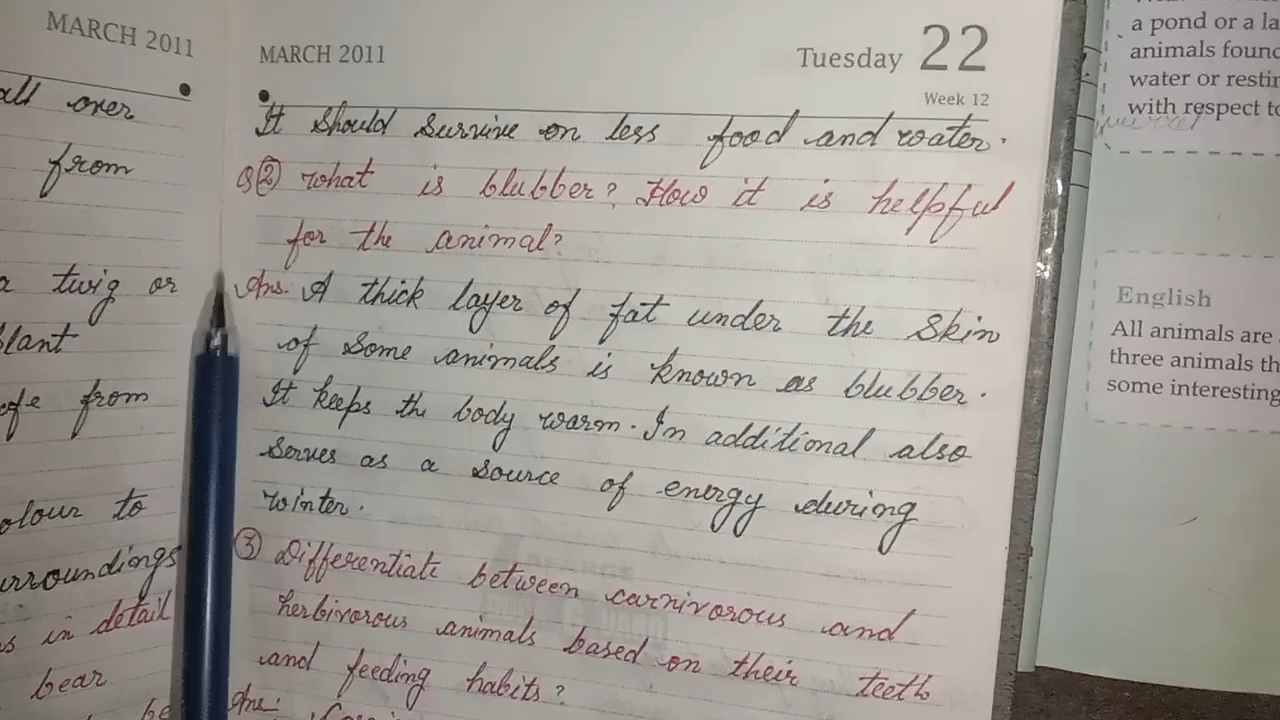 MARCH 2011
all over
from
a twig or
plant
from
colour to
urroundings
s in detail
bear
be
MARCH 2011
Tuesday 22
Week 12
It should survive on less food and water.
Q② what is blubber? How it is helpful
for the animal?
Ans. A thick layer of fat under the skin
of some animals is known as blubber.
It keeps the body warm. In additional also
serves as a source of energy during
winter.
③ Differentiate between carnivorous and
herbivorous animals based on their teeth
and feeding habits?
Ans.
a pond or a la
animals found
water or restin
with respect to
English
All animals are
three animals th
some interesting